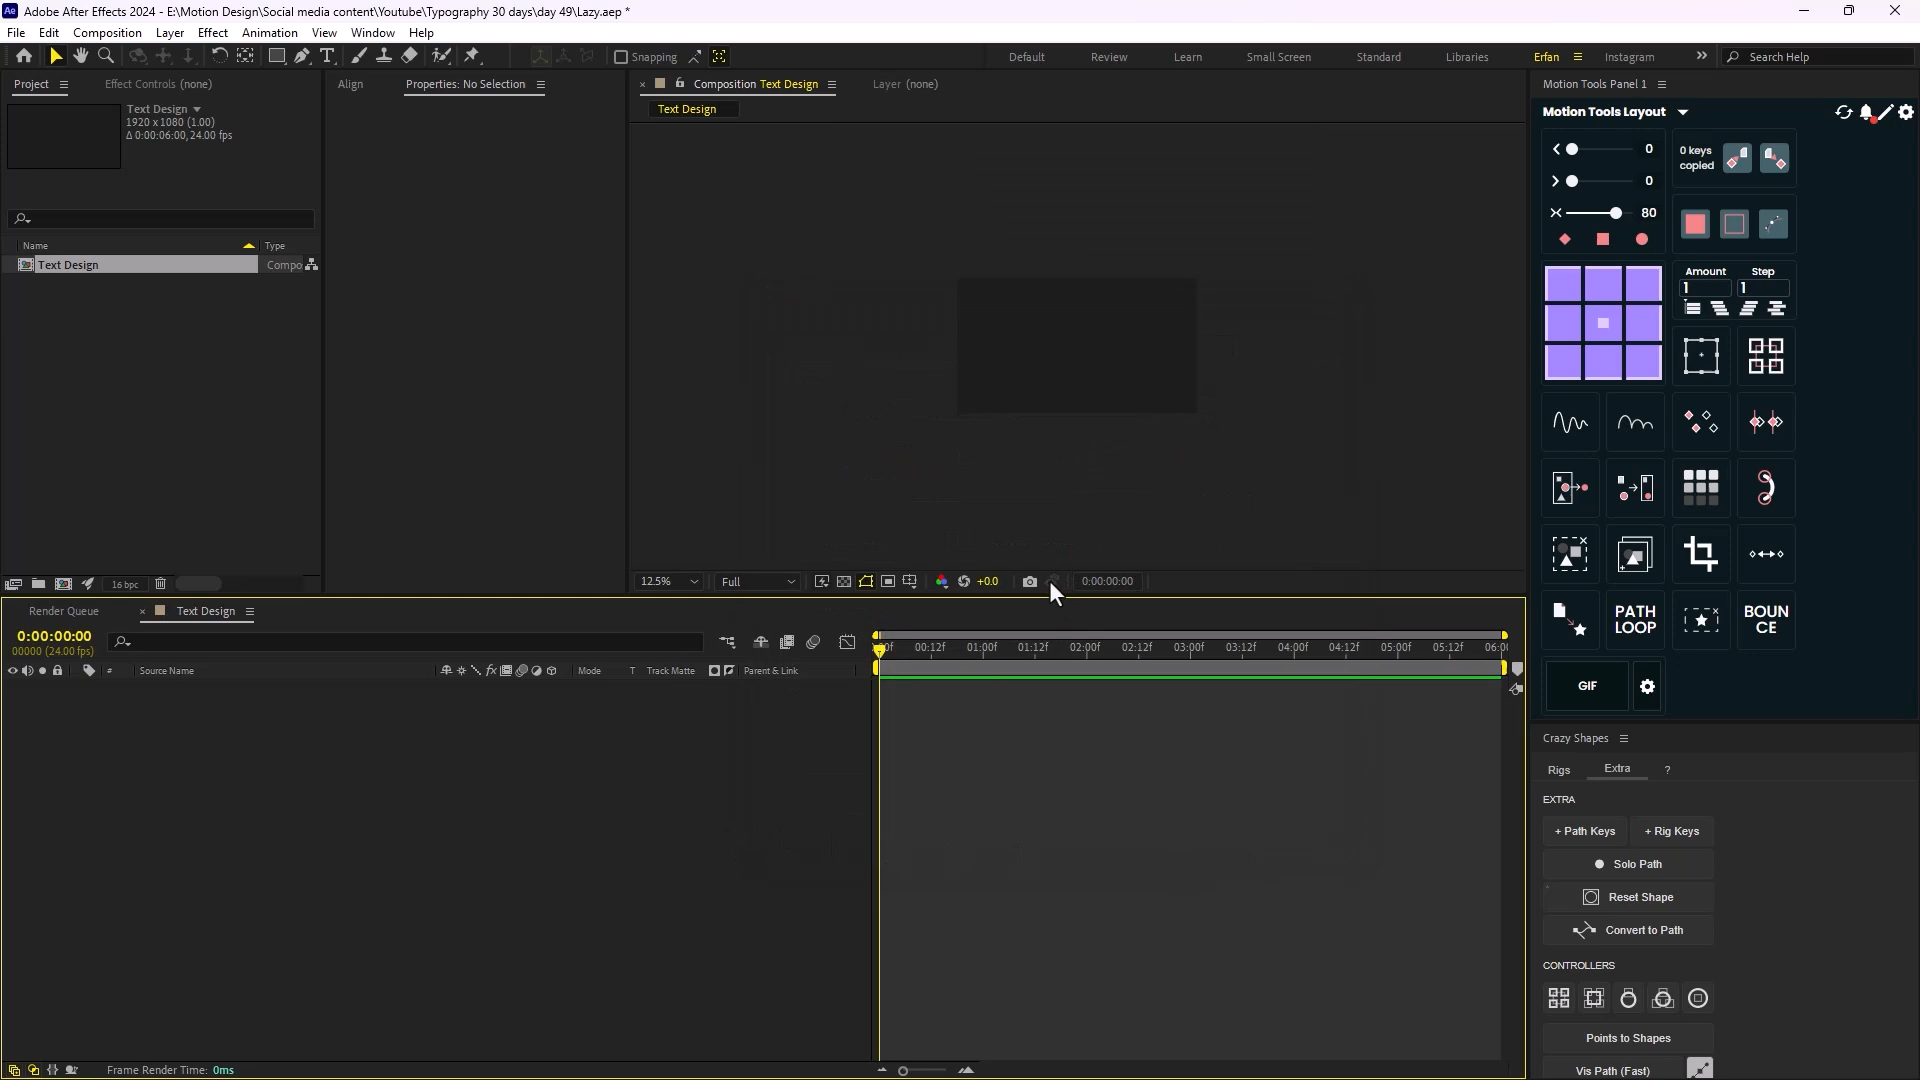 Ae Adobe After Effects 2024 - E:\Motion Design\Social media content\Youtube\Typography 30 days\day 49\Lazy.aep *
File Edit Composition Layer Effect Animation View Window Help
Snapping Default Review Learn Small Screen Standard Libraries Erfan Instagram Search Help
Project Effect Controls (none) Align Properties: No Selection Composition Text Design Layer (none) Motion Tools Panel 1
Text Design
1920 x 1080 (1.00)
Δ 0:00:06:00, 24.00 fps
Text Design
Motion Tools Layout
0
0
80
0 keys
copied
Name Type
Text Design Compo
Amount Step
1 1
PATH
LOOP
BOUN
CE
GIF
16 bpc
12.5% Full +0.0 0:00:00:00
Render Queue Text Design
0:00:00:00
00000 (24.00 fps)
00:12f 01:00f 01:12f 02:00f 02:12f 03:00f 03:12f 04:00f 04:12f 05:00f 05:12f 06:0
# Source Name fx Mode T Track Matte Parent & Link
Crazy Shapes
Rigs Extra ?
EXTRA
+ Path Keys + Rig Keys
Solo Path
Reset Shape
Convert to Path
CONTROLLERS
Points to Shapes
Vis Path (Fast)
Frame Render Time: 0ms